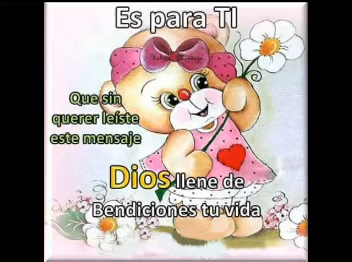 Es para TI
Que sin
querer leíste
este mensaje
Dios llene de
Bendiciones tu vida